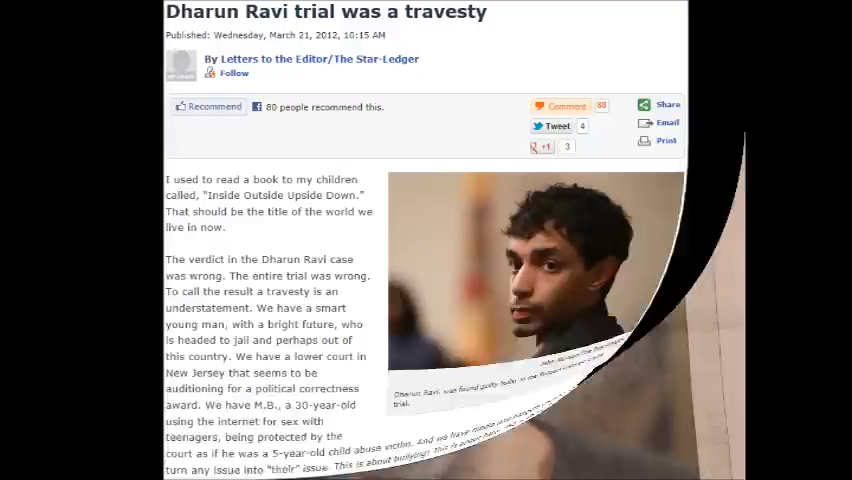 Dharun Ravi trial was a travesty
Published: Wednesday, March 21, 2012, 10:15 AM
By Letters to the Editor/The Star-Ledger
Follow
Recommend 80 people recommend this.
Comment 88
Tweet 4
+1 3
Share
Email
Print
I used to read a book to my children
called, “Inside Outside Upside Down.”
That should be the title of the world we
live in now.
The verdict in the Dharun Ravi case
was wrong. The entire trial was wrong.
To call the result a travesty is an
understatement. We have a smart
young man, with a bright future, who
is headed to jail and perhaps out of
this country. We have a lower court in
New Jersey that seems to be
auditioning for a political correctness
award. We have M.B., a 30-year-old
using the internet for sex with
teenagers, being protected by the
court as if he was a 5-year-old child abuse victim. And we have media
turn any issue into “their” issue. This is about bullying! this is about
Dharun Ravi, was found guilty
trial.